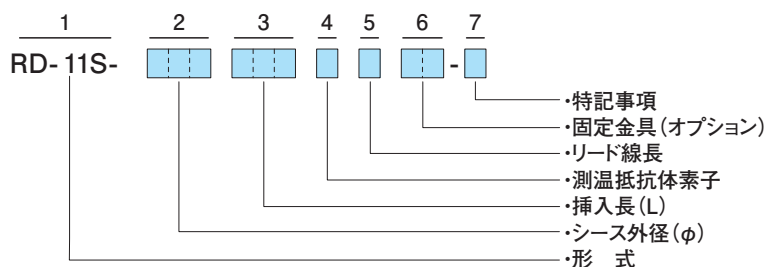 1 2 3 4 5 6 7
RD-11S- -
・特記事項
・固定金具(オプション)
・リード線長
・測温抵抗体素子
・挿入長(L)
・シース外径(φ)
・形　式